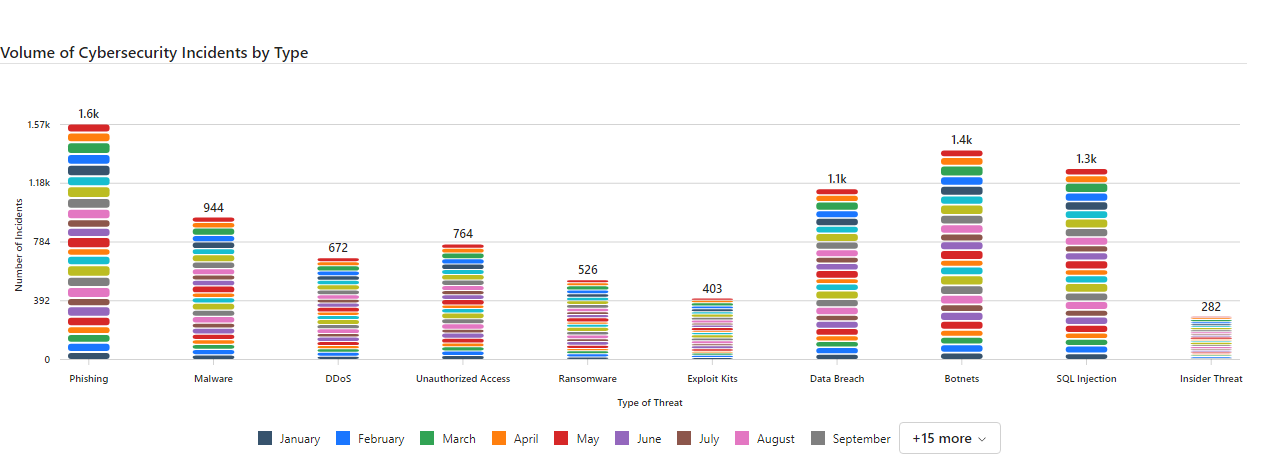 Volume of Cybersecurity Incidents by Type
1.6k
944
672
764
526
403
1.1k
1.4k
1.3k
282
1.57k
1.18k
784
392
0
Number of Incidents
Phishing
Malware
DDoS
Unauthorized Access
Ransomware
Exploit Kits
Data Breach
Botnets
SQL Injection
Insider Threat
Type of Threat
January February March April May June July August September +15 more